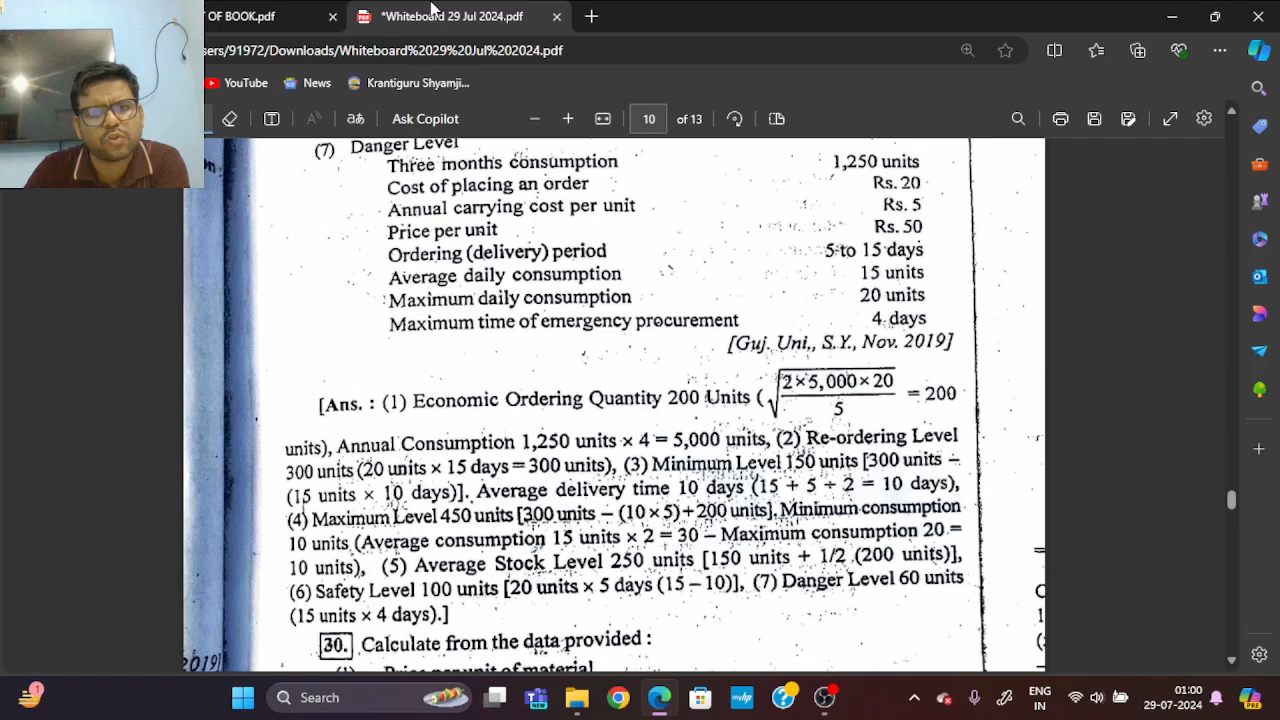 T OF BOOK.pdf
*Whiteboard 29 Jul 2024.pdf
sers/91972/Downloads/Whiteboard%2029%20Jul%202024.pdf
YouTube
News
Krantiguru Shyamji...
aあ
Ask Copilot
10 of 13
(7) Danger Level
Three months consumption 1,250 units
Cost of placing an order Rs. 20
Annual carrying cost per unit Rs. 5
Price per unit Rs. 50
Ordering (delivery) period 5 to 15 days
Average daily consumption 15 units
Maximum daily consumption 20 units
Maximum time of emergency procurement 4 days
[Guj. Uni., S.Y., Nov. 2019]
[Ans. : (1) Economic Ordering Quantity 200 Units (√2×5,000×20/5 = 200
units), Annual Consumption 1,250 units × 4 = 5,000 units, (2) Re-ordering Level
300 units (20 units × 15 days = 300 units), (3) Minimum Level 150 units [300 units –
(15 units × 10 days)]. Average delivery time 10 days (15 + 5 ÷ 2 = 10 days),
(4) Maximum Level 450 units [300 units – (10 × 5) + 200 units]. Minimum consumption
10 units (Average consumption 15 units × 2 = 30 – Maximum consumption 20 =
10 units), (5) Average Stock Level 250 units [150 units + 1/2 (200 units)],
(6) Safety Level 100 units [20 units × 5 days (15 – 10)], (7) Danger Level 60 units
(15 units × 4 days).]
30. Calculate from the data provided :
(1) Price per unit of material
2019]
Search
ENG
IN
01:00
29-07-2024